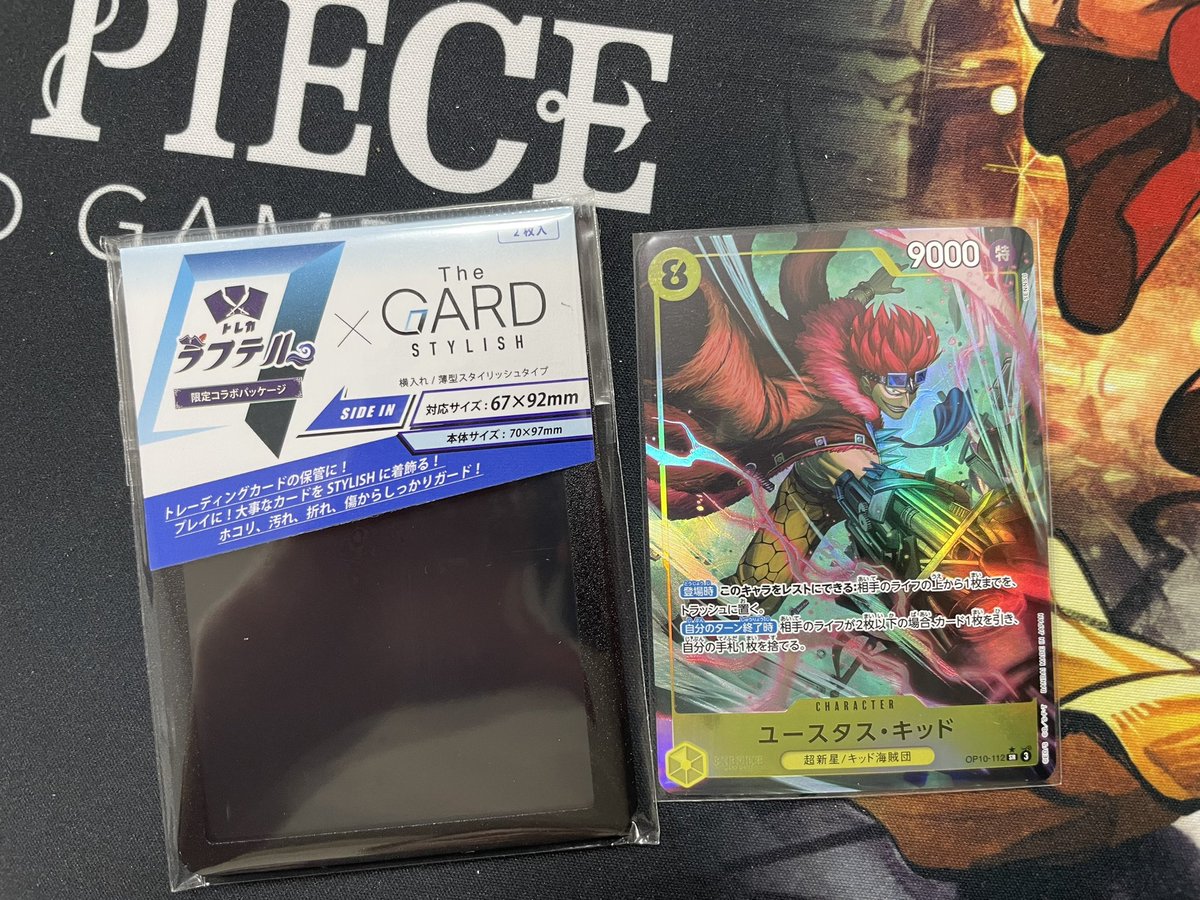 PIECE
GAM
2枚入
トレカ
ラフテル
限定コラボパッケージ
×
The
GARD
STYLISH
横入れ / 薄型スタイリッシュタイプ
SIDE IN
対応サイズ：67×92mm
本体サイズ：70×97mm
トレーディングカードの保管に！
プレイに！大事なカードをSTYLISHに着飾る！
ホコリ、汚れ、折れ、傷からしっかりガード！
8
9000
特
登場時 このキャラをレストにできる：相手のライフの上から1枚までを、
トラッシュに置く。
自分のターン終了時 相手のライフが2枚以下の場合、カード1枚を引き、
自分の手札1枚を捨てる。
CHARACTER
ユースタス・キッド
超新星/キッド海賊団
OP10-112 SR 3